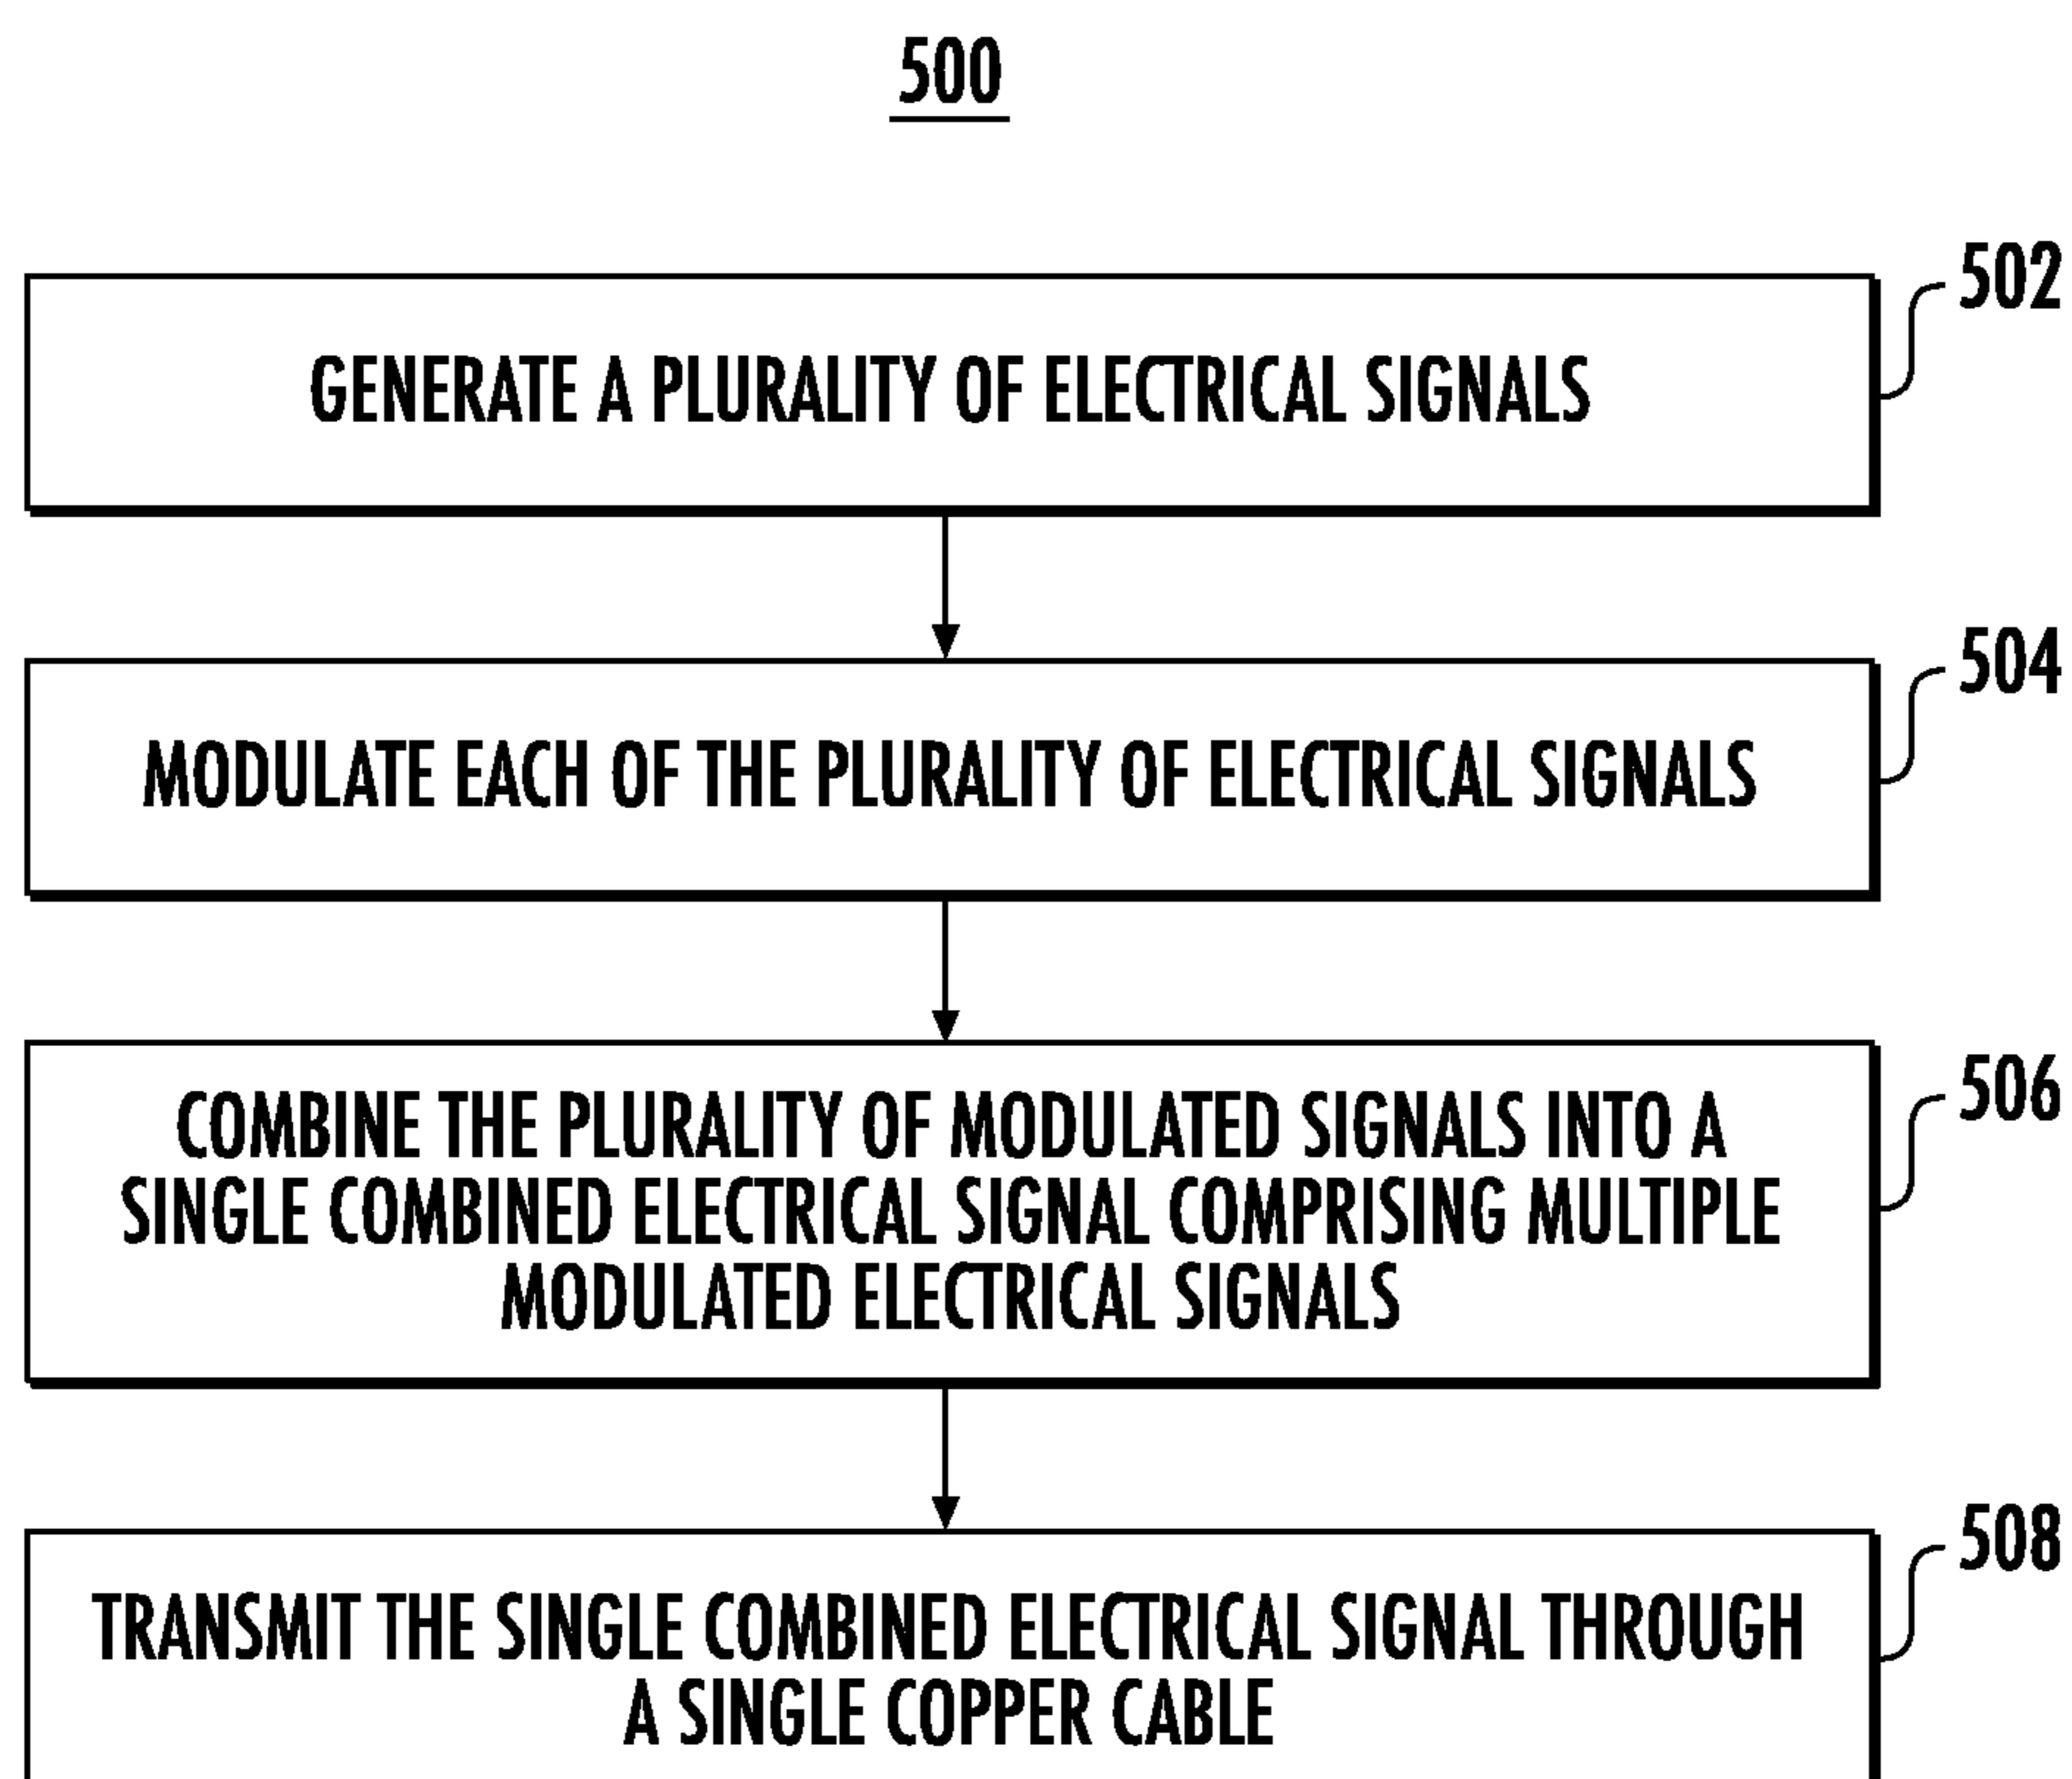 500
502
GENERATE A PLURALITY OF ELECTRICAL SIGNALS
504
MODULATE EACH OF THE PLURALITY OF ELECTRICAL SIGNALS
506
COMBINE THE PLURALITY OF MODULATED SIGNALS INTO A
SINGLE COMBINED ELECTRICAL SIGNAL COMPRISING MULTIPLE
MODULATED ELECTRICAL SIGNALS
508
TRANSMIT THE SINGLE COMBINED ELECTRICAL SIGNAL THROUGH
A SINGLE COPPER CABLE